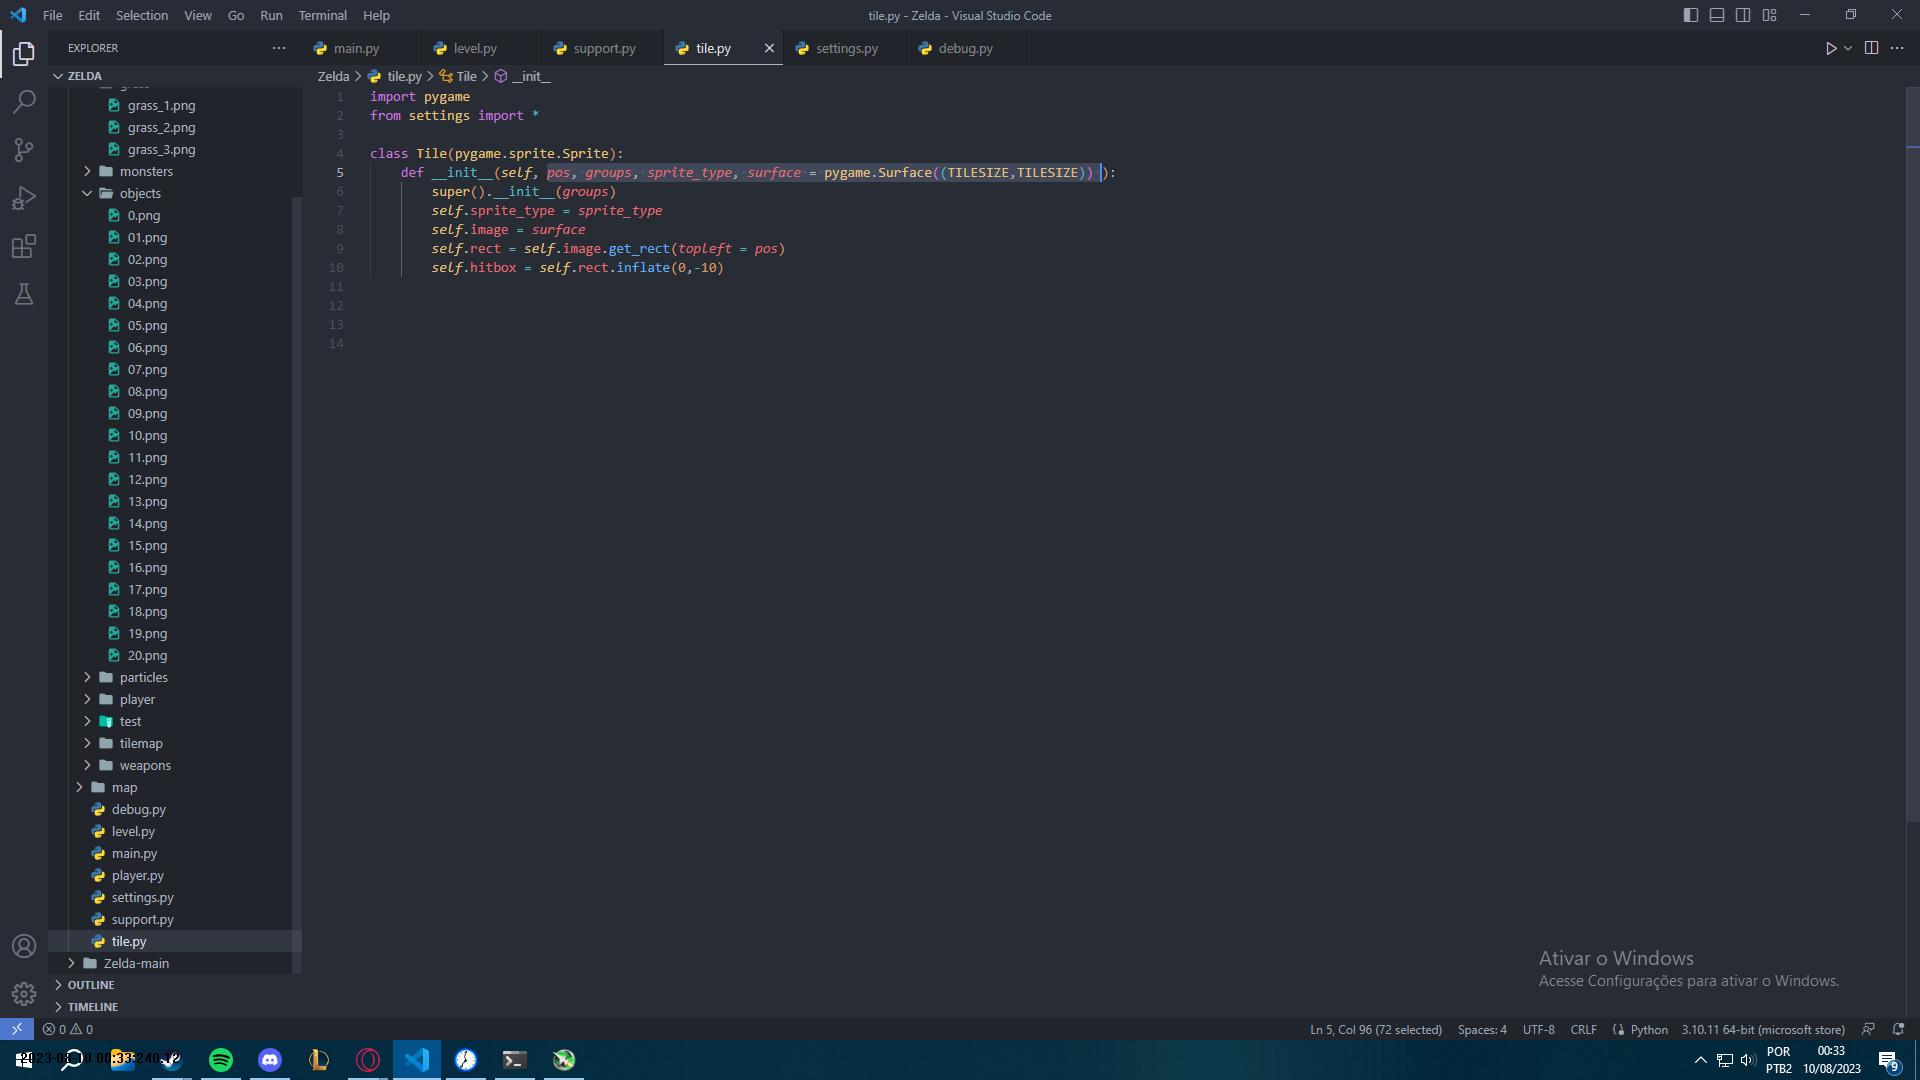 File Edit Selection View Go Run Terminal Help
tile.py - Zelda - Visual Studio Code
EXPLORER
main.py level.py support.py tile.py settings.py debug.py
ZELDA
Zelda > tile.py > Tile > __init__
grass
grass_1.png
grass_2.png
grass_3.png
monsters
objects
0.png
01.png
02.png
03.png
04.png
05.png
06.png
07.png
08.png
09.png
10.png
11.png
12.png
13.png
14.png
15.png
16.png
17.png
18.png
19.png
20.png
particles
player
test
tilemap
weapons
map
debug.py
level.py
main.py
player.py
settings.py
support.py
tile.py
Zelda-main
OUTLINE
TIMELINE
1 import pygame
2 from settings import *
3
4 class Tile(pygame.sprite.Sprite):
5 def __init__(self, pos, groups, sprite_type, surface = pygame.Surface((TILESIZE,TILESIZE)) ):
6 super().__init__(groups)
7 self.sprite_type = sprite_type
8 self.image = surface
9 self.rect = self.image.get_rect(topleft = pos)
10 self.hitbox = self.rect.inflate(0,-10)
11
12
13
14
Ativar o Windows
Acesse Configurações para ativar o Windows.
0 0
Ln 5, Col 96 (72 selected) Spaces: 4 UTF-8 CRLF Python 3.10.11 64-bit (microsoft store)
POR
PTB2
00:33
10/08/2023
9